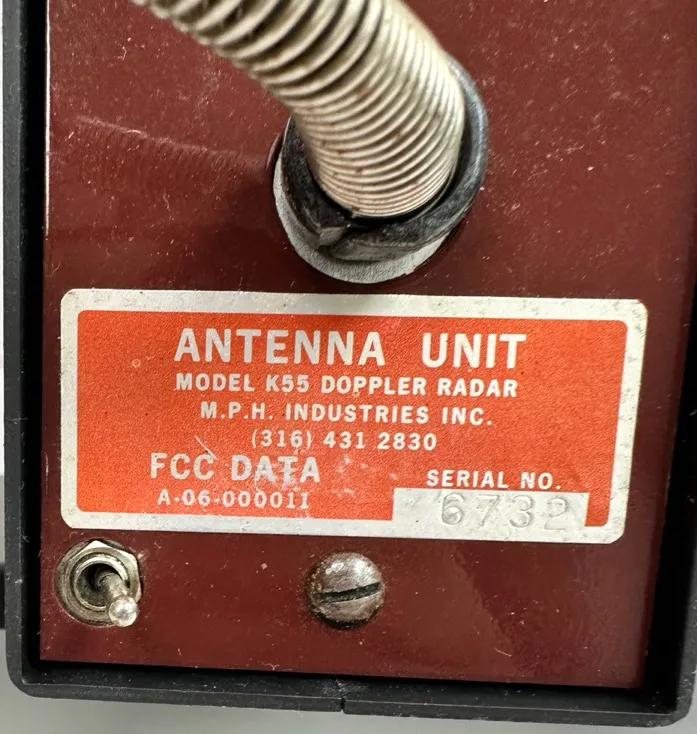 ANTENNA UNIT
MODEL K55 DOPPLER RADAR
M.P.H. INDUSTRIES INC.
(316) 431 2830
FCC DATA
A-06-000011
SERIAL NO.
6732